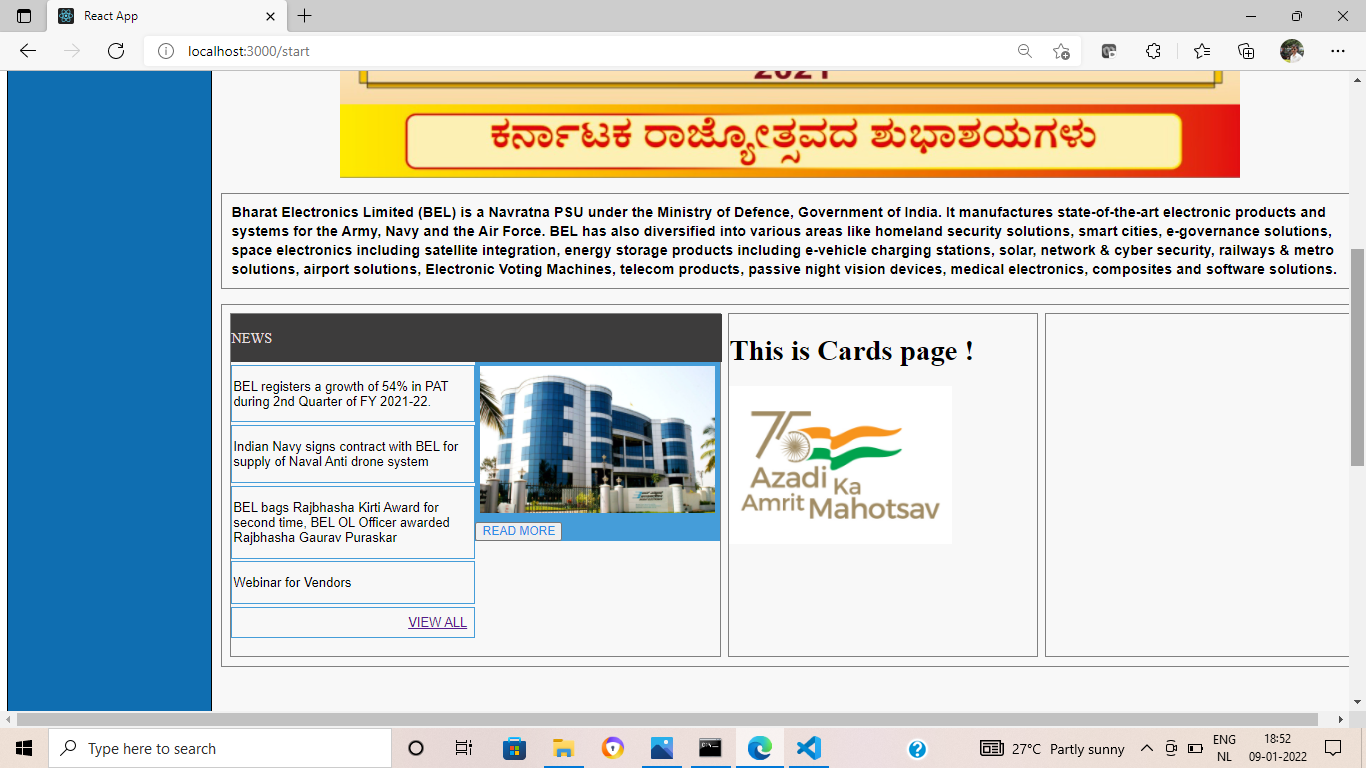 React App
localhost:3000/start
2021
ಕರ್ನಾಟಕ ರಾಜ್ಯೋತ್ಸವದ ಶುಭಾಶಯಗಳು
Bharat Electronics Limited (BEL) is a Navratna PSU under the Ministry of Defence, Government of India. It manufactures state-of-the-art electronic products and
systems for the Army, Navy and the Air Force. BEL has also diversified into various areas like homeland security solutions, smart cities, e-governance solutions,
space electronics including satellite integration, energy storage products including e-vehicle charging stations, solar, network & cyber security, railways & metro
solutions, airport solutions, Electronic Voting Machines, telecom products, passive night vision devices, medical electronics, composites and software solutions.
NEWS
BEL registers a growth of 54% in PAT
during 2nd Quarter of FY 2021-22.
Indian Navy signs contract with BEL for
supply of Naval Anti drone system
BEL bags Rajbhasha Kirti Award for
second time, BEL OL Officer awarded
Rajbhasha Gaurav Puraskar
Webinar for Vendors
VIEW ALL
READ MORE
This is Cards page !
75
Azadi Ka
Amrit Mahotsav
Type here to search
27°C Partly sunny
ENG
NL
18:52
09-01-2022